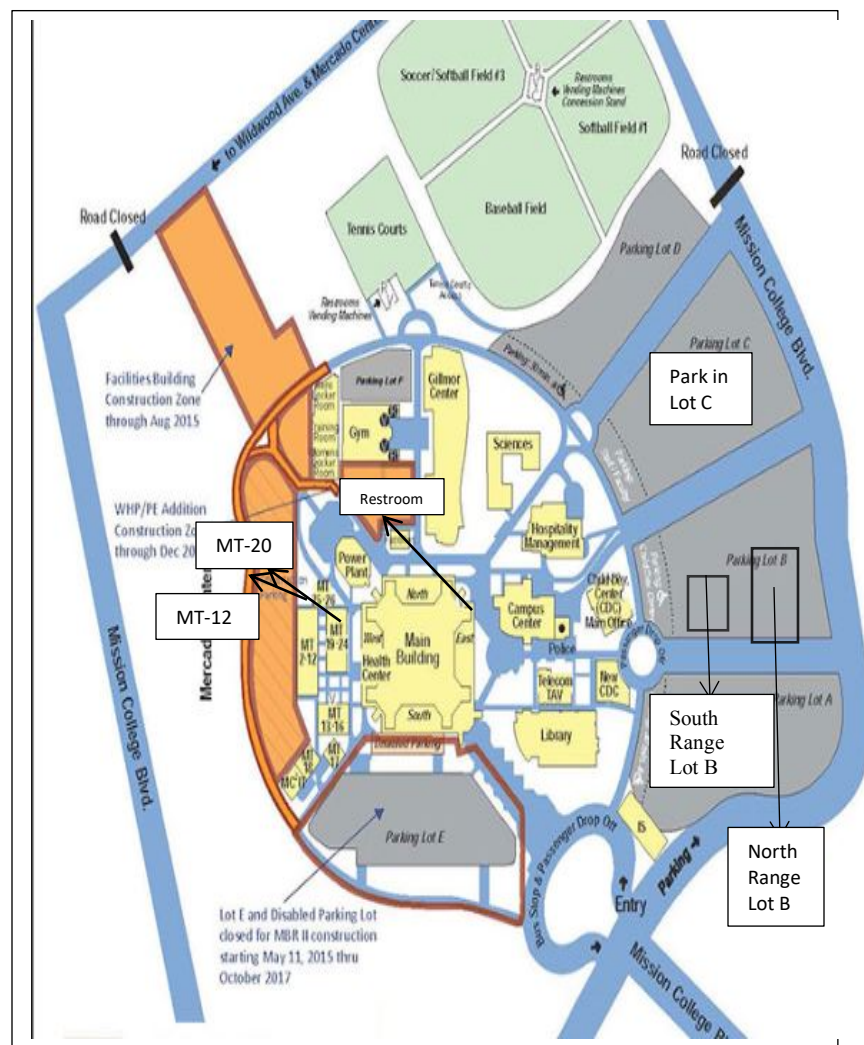 Soccer/Softball Field #3
Restrooms
Vending Machines
Concession Stand
Softball Field #1
to Wildwood Ave. & Mercado Center
Road Closed
Road Closed
Baseball Field
Tennis Courts
Parking Lot D
Mission College Blvd.
Restrooms
Vending Machines
Parking Lot C
Park in
Lot C
Facilities Building
Construction Zone
through Aug 2015
Parking Lot F
Gillmor
Center
Gym
Sciences
WHP/PE Addition
Restroom
MT-20
MT-12
Hospitality
Management
Parking Lot B
Power
Plant
North
Main
Building
East
West
Health
Center
South
Campus
Center
Police
Child Dev.
Center
(CDC)
Main Office
Passenger Drop Off
MT
19-24
MT
2-12
MT
13-16
MT
17
Telecom
TAV
New
CDC
Library
Parking Lot A
South
Range
Lot B
North
Range
Lot B
Disabled Parking
Parking Lot E
Bus Stop & Passenger Drop Off
Parking
Entry
Mission College Blvd.
Mission College Blvd.
Lot E and Disabled Parking Lot
closed for MBR II construction
starting May 11, 2015 thru
October 2017